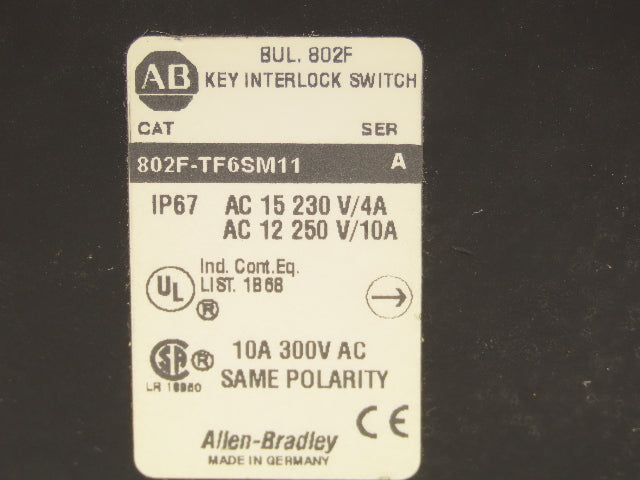 AB
BUL. 802F
KEY INTERLOCK SWITCH
CAT SER
802F-TF6SM11 A
IP67 AC 15 230 V/4A
AC 12 250 V/10A
Ind. Cont. Eq.
UL LIST. 1B68
®
SA ® 10A 300V AC
LR SAME POLARITY
CE
Allen-Bradley
MADE IN GERMANY